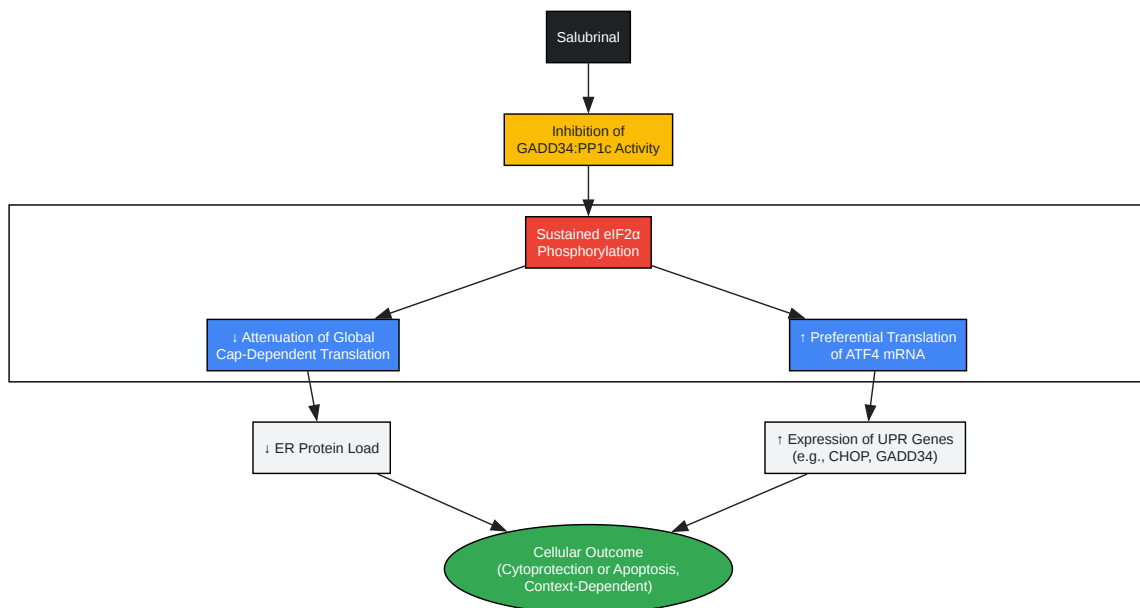 Salubrinal
Inhibition of
GADD34:PP1c Activity
Sustained eIF2α
Phosphorylation
↓ Attenuation of Global
Cap-Dependent Translation
↑ Preferential Translation
of ATF4 mRNA
↓ ER Protein Load
↑ Expression of UPR Genes
(e.g., CHOP, GADD34)
Cellular Outcome
(Cytoprotection or Apoptosis,
Context-Dependent)